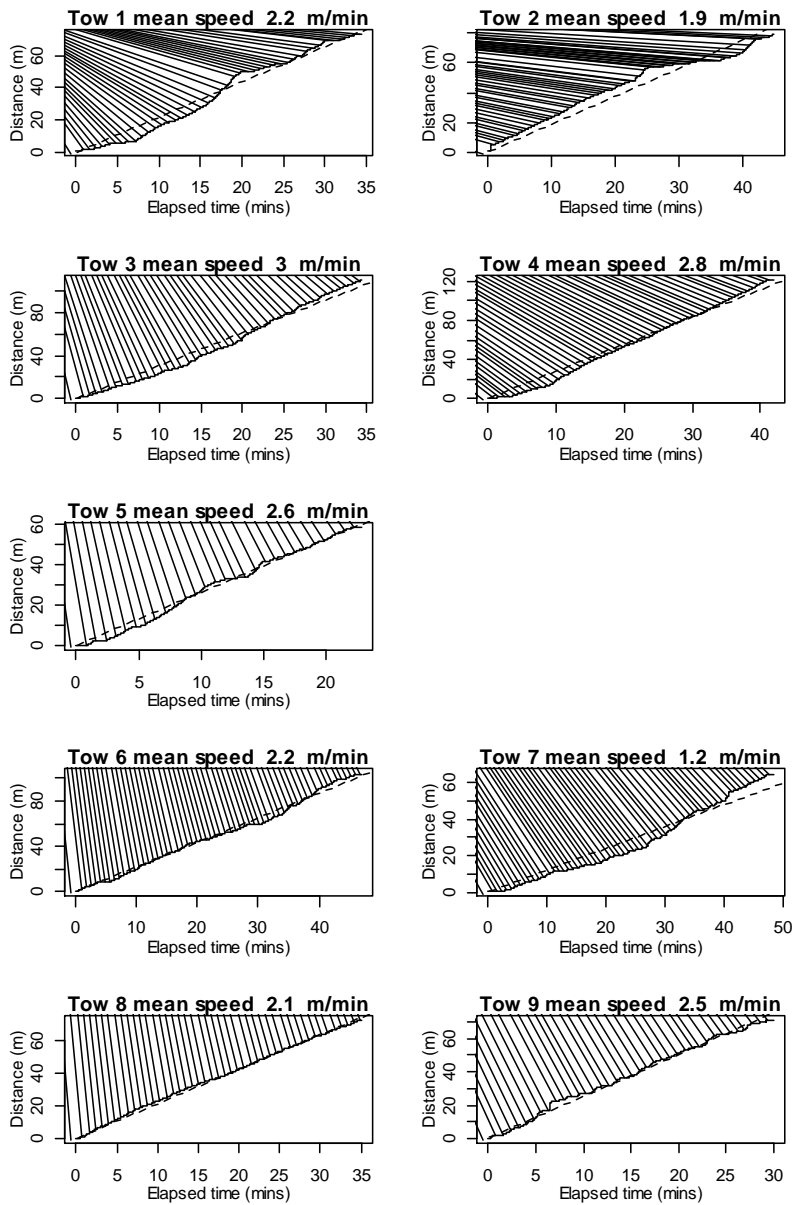 Tow 1 mean speed 2.2 m/min
Distance (m)
0 20 40 60
0 5 10 15 20 25 30 35
Elapsed time (mins)
Tow 2 mean speed 1.9 m/min
Distance (m)
0 20 60
0 10 20 30 40
Elapsed time (mins)
Tow 3 mean speed 3 m/min
Distance (m)
0 40 80
0 5 10 15 20 25 30 35
Elapsed time (mins)
Tow 4 mean speed 2.8 m/min
Distance (m)
0 40 80 120
0 10 20 30 40
Elapsed time (mins)
Tow 5 mean speed 2.6 m/min
Distance (m)
0 20 40 60
0 5 10 15 20
Elapsed time (mins)
Tow 6 mean speed 2.2 m/min
Distance (m)
0 40 80
0 10 20 30 40
Elapsed time (mins)
Tow 7 mean speed 1.2 m/min
Distance (m)
0 20 40 60
0 10 20 30 40 50
Elapsed time (mins)
Tow 8 mean speed 2.1 m/min
Distance (m)
0 20 40 60
0 5 10 15 20 25 30 35
Elapsed time (mins)
Tow 9 mean speed 2.5 m/min
Distance (m)
0 20 40 60
0 5 10 15 20 25 30
Elapsed time (mins)